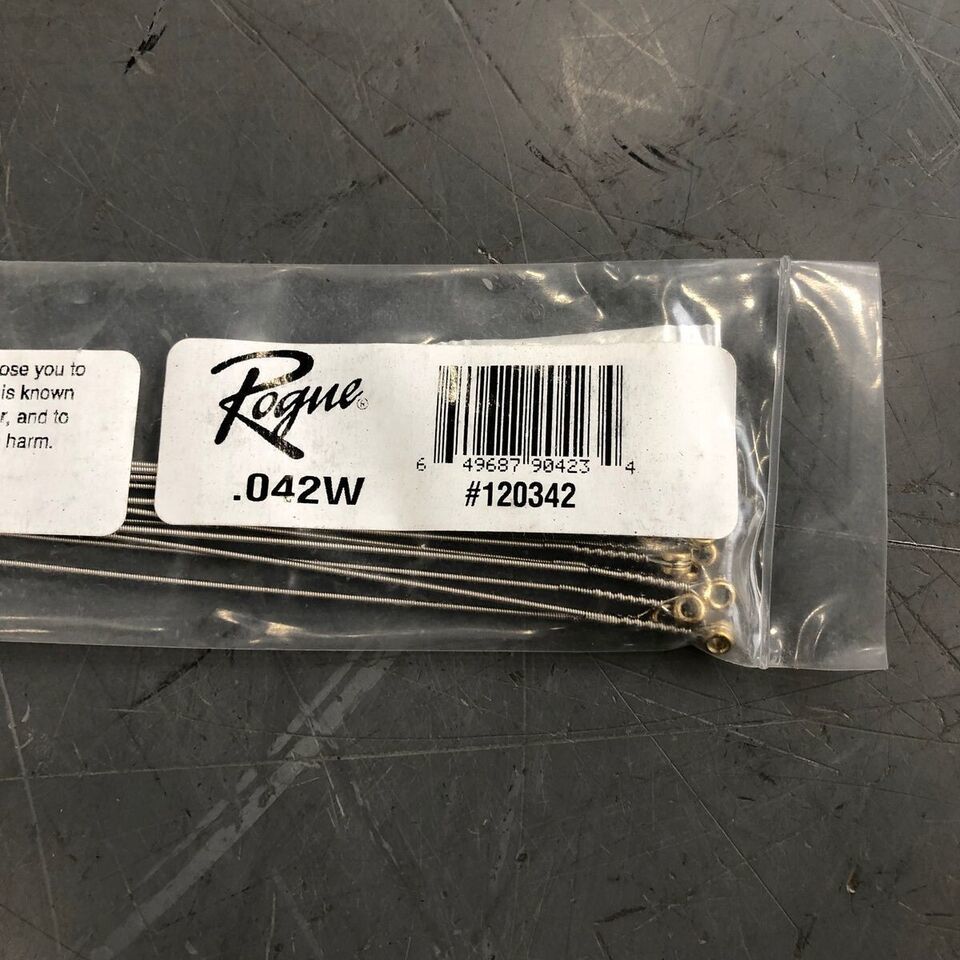 ose you to
is known
r, and to
harm.
Rogue®
.042W
6 49687 90423 4
#120342